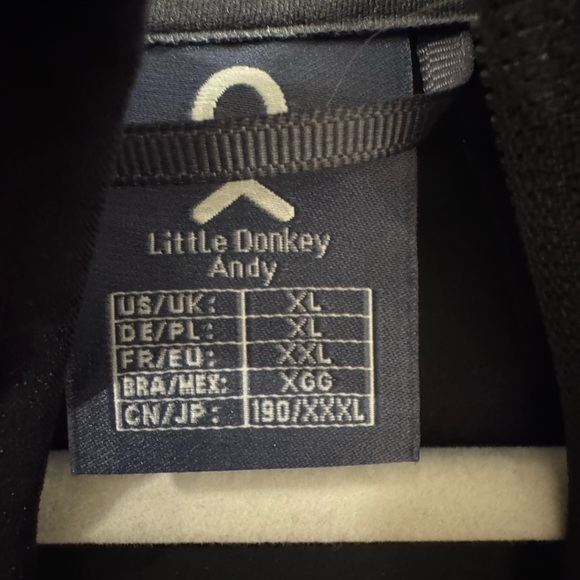 Little Donkey
Andy
US/UK: XL
DE/PL: XL
FR/EU: XXL
BRA/MEX: XGG
CN/JP: 190/XXXL